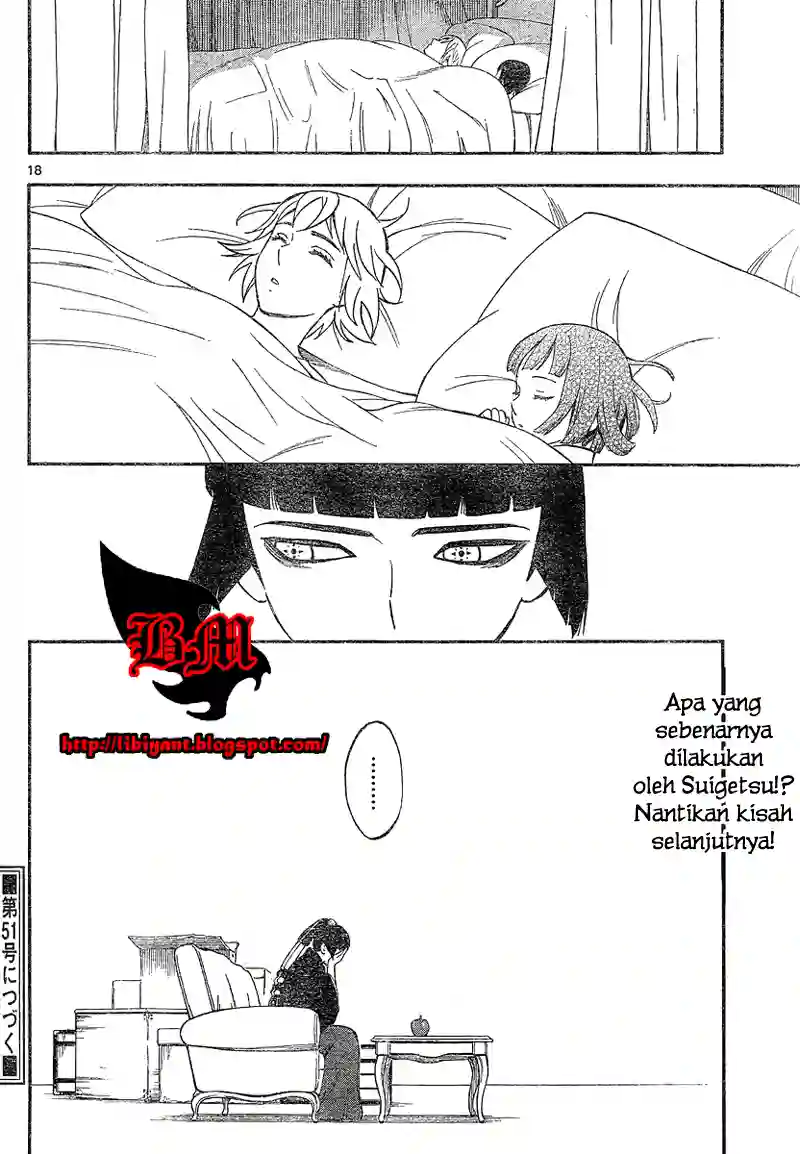 18
BM
http://libiyant.blogspot.com/
.........
Apa yang
sebenarnya
dilakukan
oleh Suigetsu!?
Nantikan kisah
selanjutnya!
■第51号につづく■